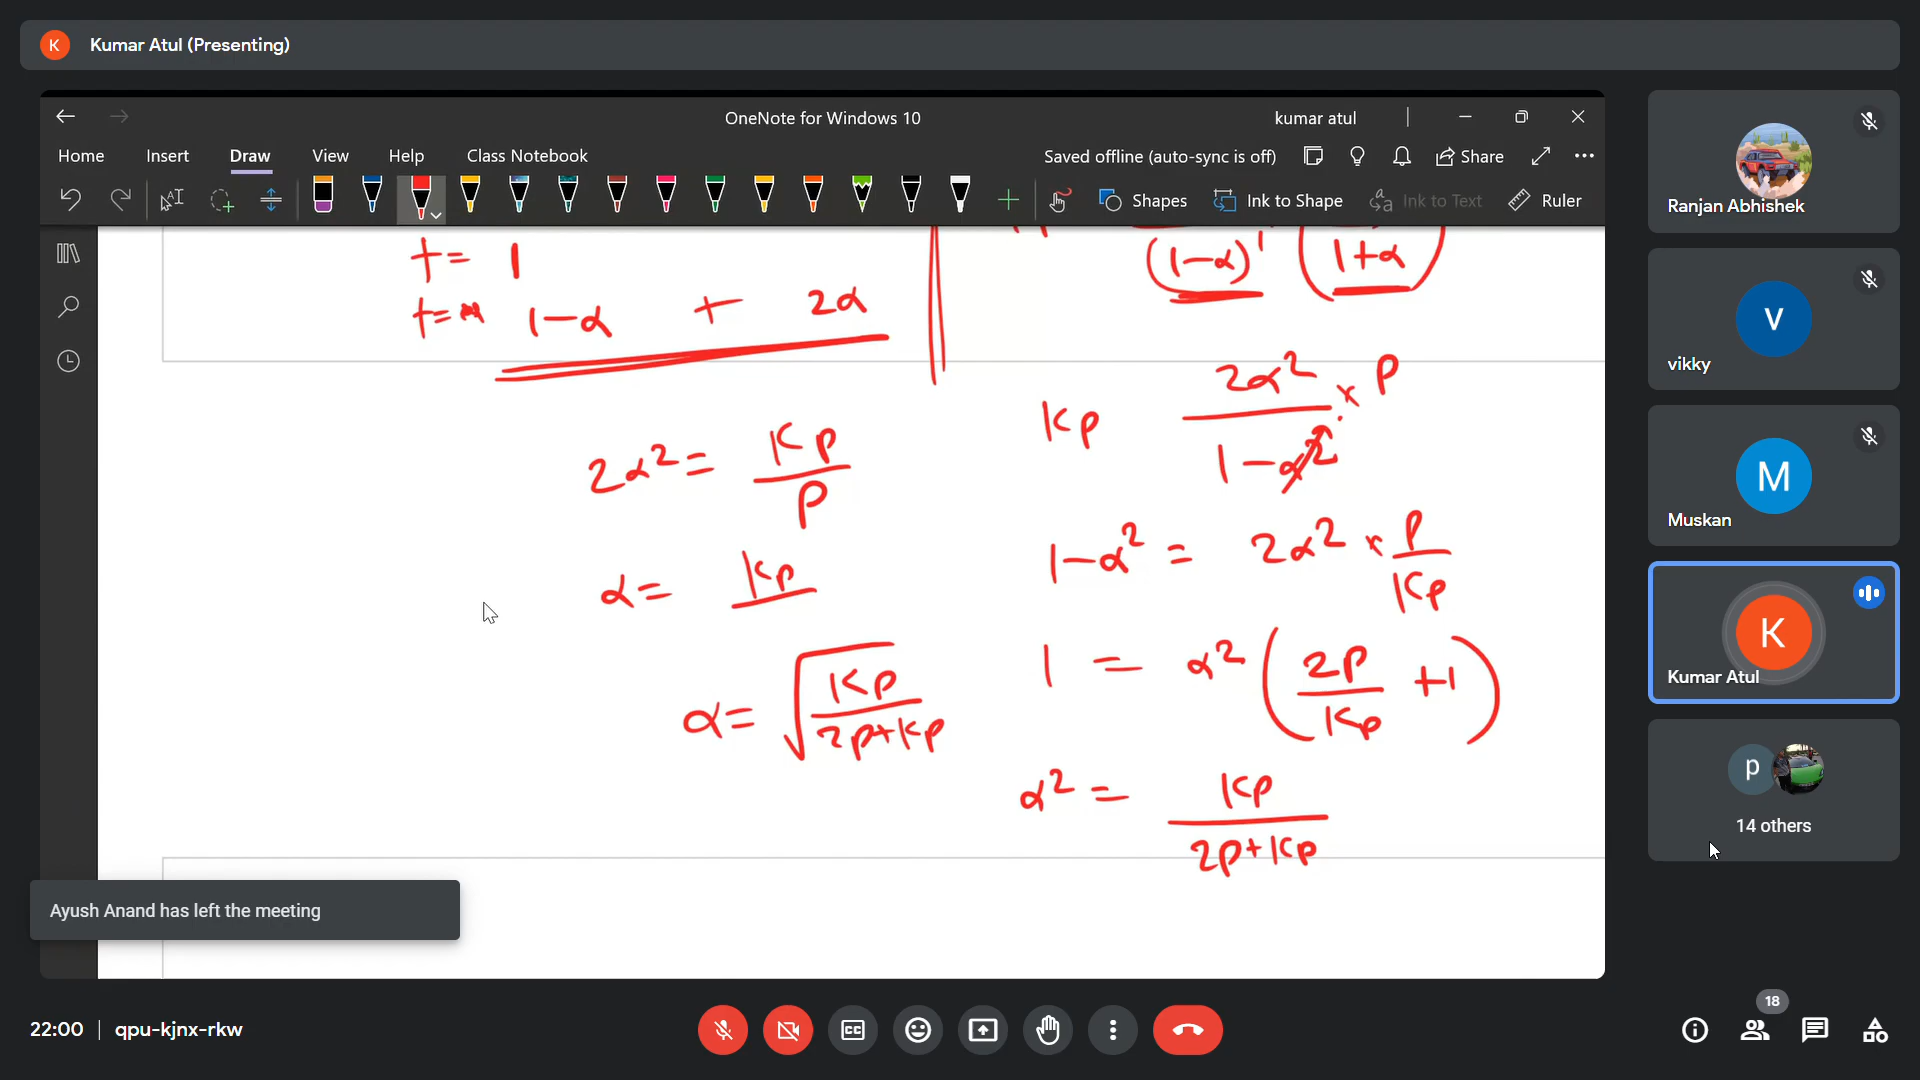 K Kumar Atul (Presenting)
OneNote for Windows 10
kumar atul
Home Insert Draw View Help Class Notebook
Saved offline (auto-sync is off) Share
Shapes Ink to Shape Ink to Text Ruler
t= 1
t= 1-α + 2α
(1-α)' (1+α)
2α² = Kp/P
α= Kp
α= √(Kp/(2P+Kp))
Kp 2α²/(1-α²) × P
1-α² = 2α² × P/Kp
1 = α² (2P/Kp +1)
α² = Kp/(2P+Kp)
Ranjan Abhishek
V
vikky
M
Muskan
K
Kumar Atul
p
14 others
Ayush Anand has left the meeting
22:00 | qpu-kjnx-rkw
18